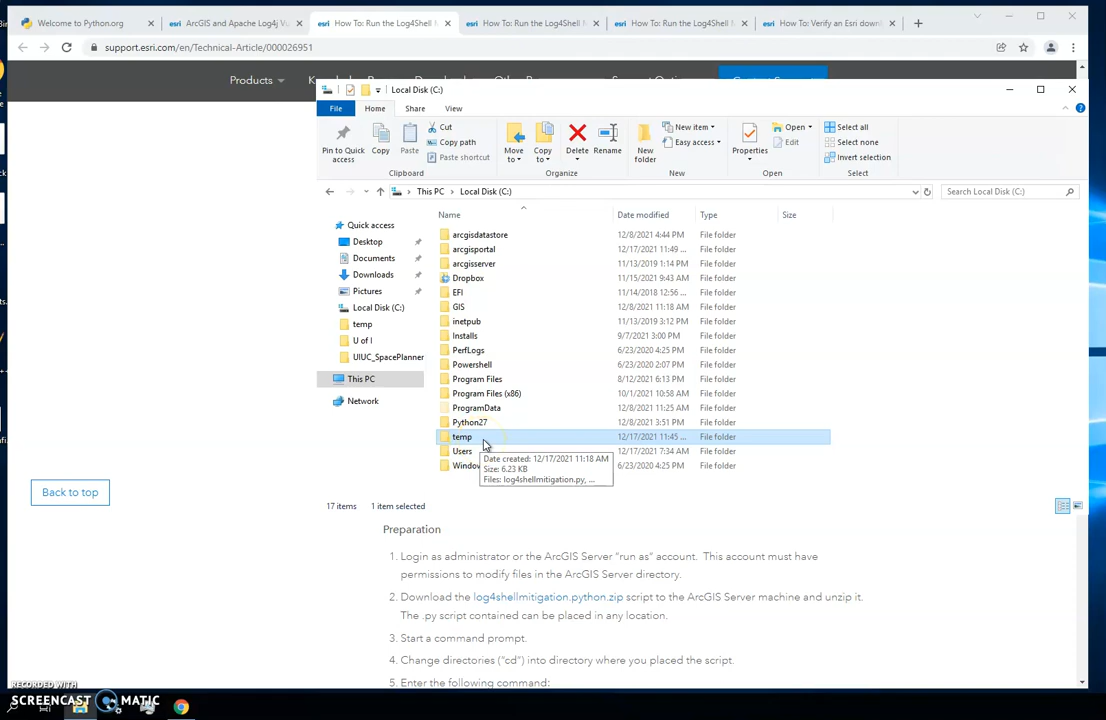 Welcome to Python.org
esri ArcGIS and Apache Log4j Vu
esri How To: Run the Log4Shell M
esri How To: Run the Log4Shell M
esri How To: Run the Log4Shell M
esri How To: Verify an Esri down
support.esri.com/en/Technical-Article/000026951
Products
Local Disk (C:)
File Home Share View
Pin to Quick access
Copy
Paste
Cut
Copy path
Paste shortcut
Move to
Copy to
Delete
Rename
New folder
New item
Easy access
Properties
Open
Edit
Select all
Select none
Invert selection
Clipboard Organize New Open Select
This PC Local Disk (C:)
Search Local Disk (C:)
Name Date modified Type Size
Quick access
Desktop
Documents
Downloads
Pictures
Local Disk (C:)
temp
U of I
UIUC_SpacePlanner
This PC
Network
arcgisdatastore 12/8/2021 4:44 PM File folder
arcgisportal 12/17/2021 11:49 ... File folder
arcgisserver 11/13/2019 1:14 PM File folder
Dropbox 11/15/2021 9:43 AM File folder
EFI 11/14/2018 12:56 ... File folder
GIS 12/8/2021 11:18 AM File folder
inetpub 11/13/2019 3:12 PM File folder
Installs 9/7/2021 3:00 PM File folder
PerfLogs 6/23/2020 4:25 PM File folder
Powershell 6/23/2020 2:07 PM File folder
Program Files 8/12/2021 6:13 PM File folder
Program Files (x86) 10/1/2021 10:58 AM File folder
ProgramData 12/8/2021 11:25 AM File folder
Python27 12/8/2021 3:51 PM File folder
temp 12/17/2021 11:45 ... File folder
Users 12/17/2021 7:34 AM File folder
Window 6/23/2020 4:25 PM File folder
Date created: 12/17/2021 11:18 AM
Size: 6.23 KB
Files: log4shellmitigation.py, ...
17 items 1 item selected
Back to top
Preparation
1. Login as administrator or the ArcGIS Server "run as" account. This account must have
permissions to modify files in the ArcGIS Server directory.
2. Download the log4shellmitigation.python.zip script to the ArcGIS Server machine and unzip it.
The .py script contained can be placed in any location.
3. Start a command prompt.
4. Change directories ("cd") into directory where you placed the script.
5. Enter the following command:
RECORDED WITH
SCREENCAST MATIC